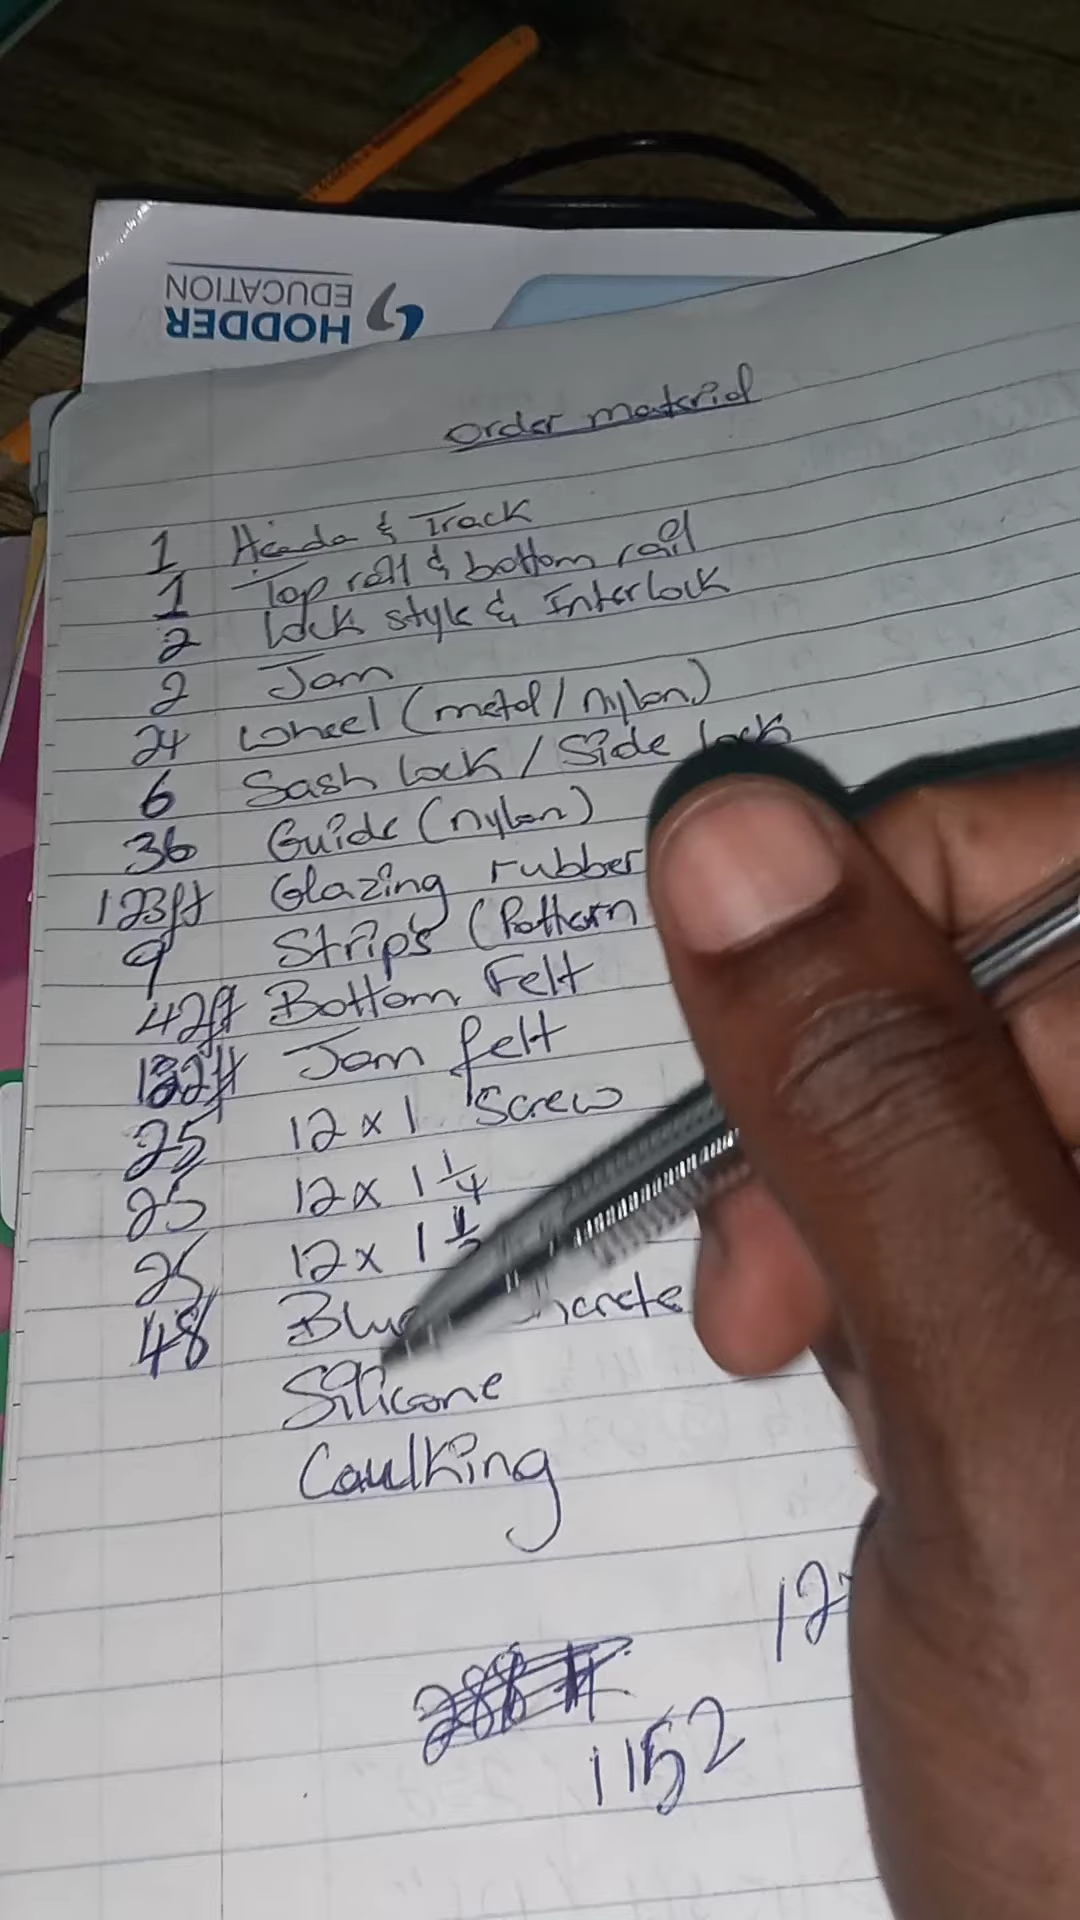 HODDER
EDUCATION
order material
1 Heada & Track
1 Top rail & bottom rail
2 Lock style & Interlock
2 Jam
24 wheel (metal/nylon)
6 Sash lock / Side lock
36 Guide (nylon)
123ft Glazing rubber
9 Strip's (Pattern
42ft Bottom Felt
Jam felt
25 12 x 1 Screw
25 12 x 1 1/4
25 12 x 1
48
Silicone
Caulking
1152